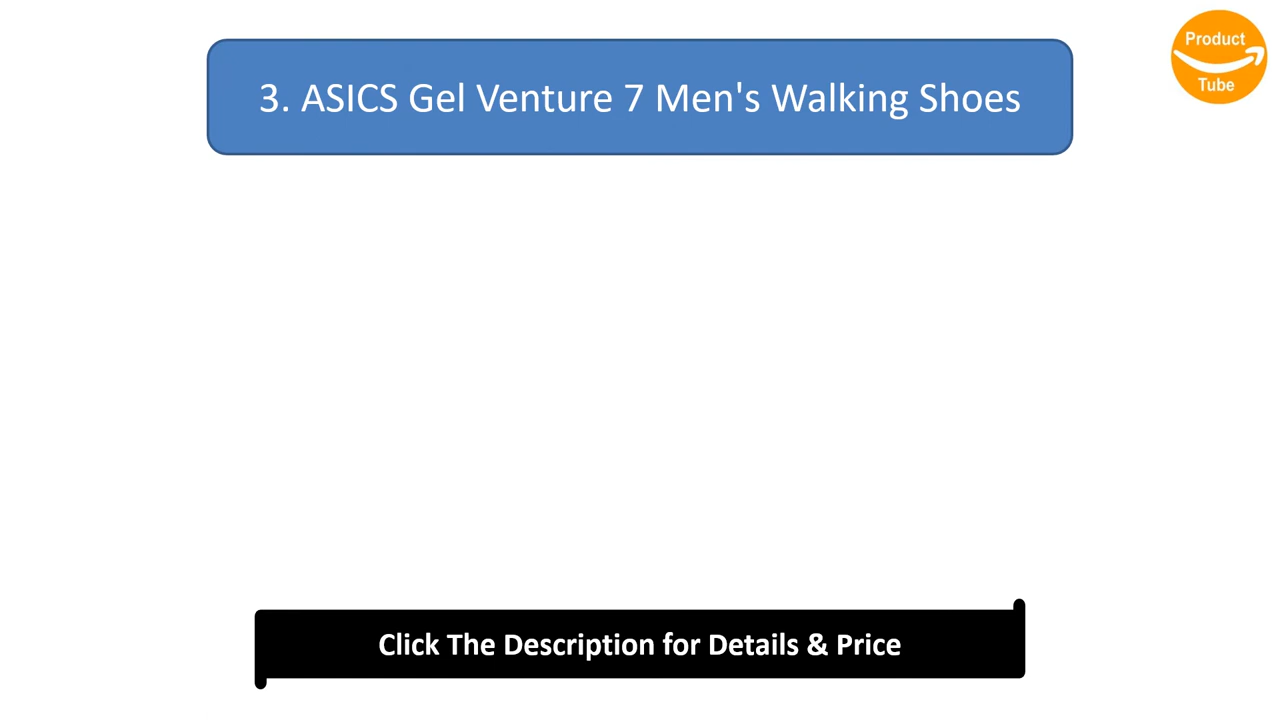 Product
Tube
3. ASICS Gel Venture 7 Men's Walking Shoes
Click The Description for Details & Price